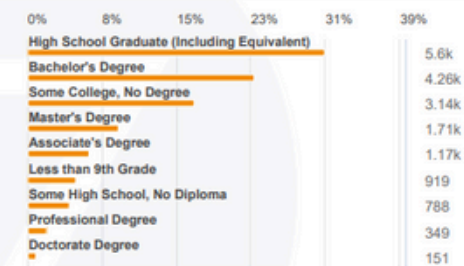 0% 8% 15% 23% 31% 39%
High School Graduate (Including Equivalent) 5.6k
Bachelor's Degree 4.26k
Some College, No Degree 3.14k
Master's Degree 1.71k
Associate's Degree 1.17k
Less than 9th Grade 919
Some High School, No Diploma 788
Professional Degree 349
Doctorate Degree 151